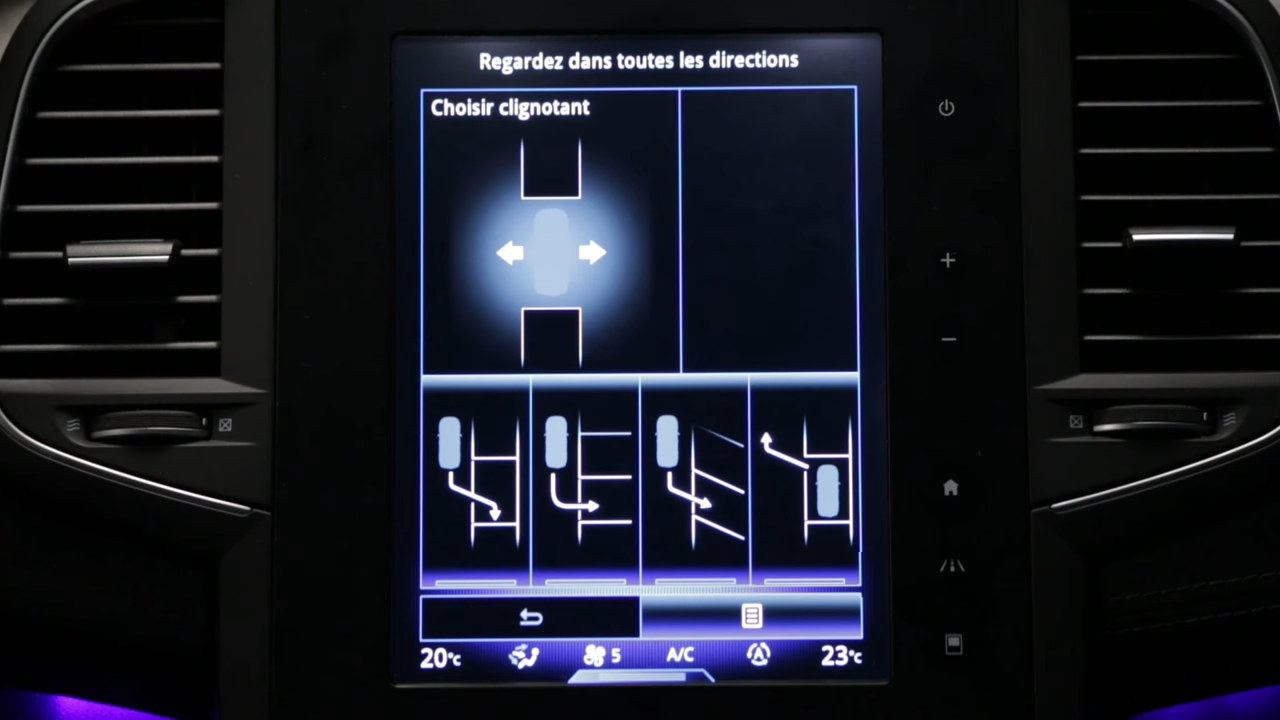 Regardez dans toutes les directions
Choisir clignotant
20°C
5
A/C
A
23°C